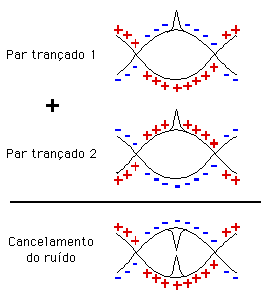 Par trançado 1
+
Par trançado 2
Cancelamento
do ruído